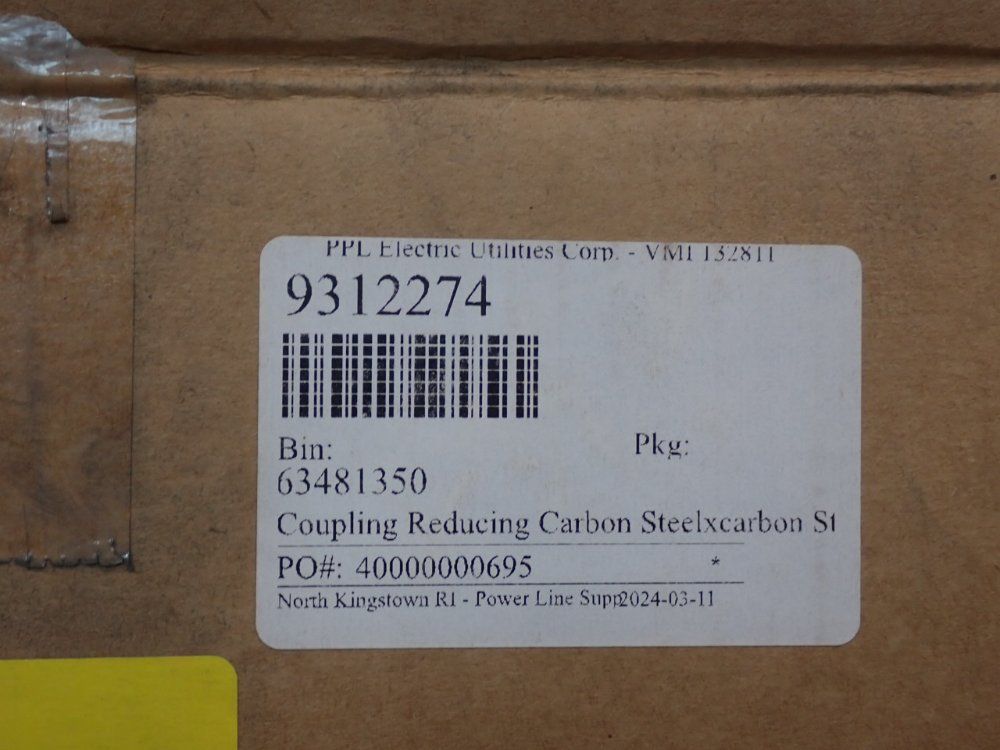 PPL Electric Utilities Corp. - VMI 132811
9312274
Bin:
Pkg:
63481350
Coupling Reducing Carbon Steelxcarbon St
PO#: 40000000695 *
North Kingstown RI - Power Line Supp2024-03-11